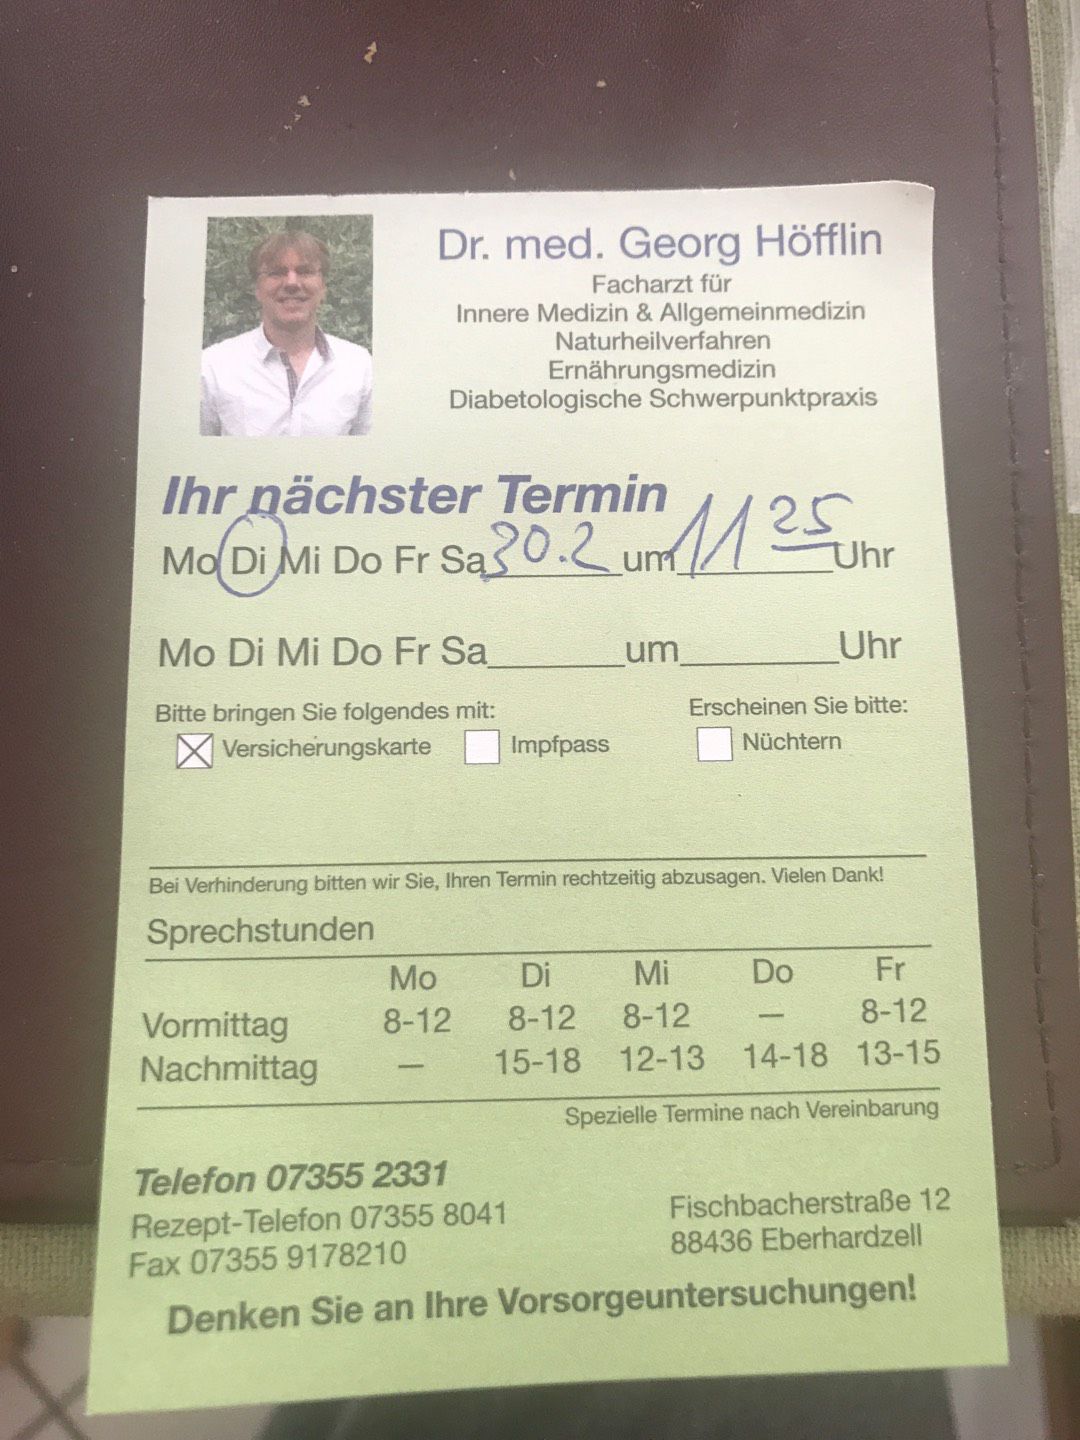 Dr. med. Georg Höfflin
Facharzt für
Innere Medizin & Allgemeinmedizin
Naturheilverfahren
Ernährungsmedizin
Diabetologische Schwerpunktpraxis
Ihr nächster Termin
Mo Di Mi Do Fr Sa 30.2 um 11 25 Uhr
Mo Di Mi Do Fr Sa______um_______Uhr
Bitte bringen Sie folgendes mit: Erscheinen Sie bitte:
Versicherungskarte Impfpass Nüchtern
Bei Verhinderung bitten wir Sie, Ihren Termin rechtzeitig abzusagen. Vielen Dank!
Sprechstunden
Mo Di Mi Do Fr
Vormittag 8-12 8-12 8-12 — 8-12
Nachmittag — 15-18 12-13 14-18 13-15
Spezielle Termine nach Vereinbarung
Telefon 07355 2331
Rezept-Telefon 07355 8041 Fischbacherstraße 12
Fax 07355 9178210 88436 Eberhardzell
Denken Sie an Ihre Vorsorgeuntersuchungen!